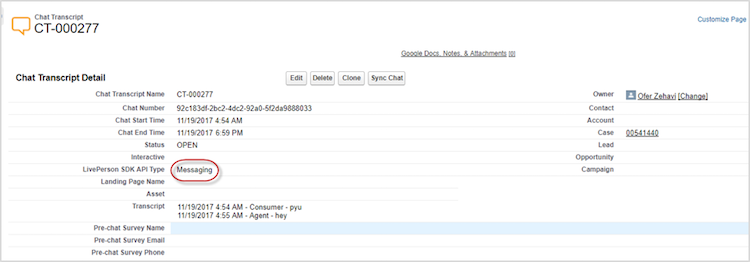 Chat Transcript
CT-000277
Customize Page
Google Docs, Notes, & Attachments [0]
Chat Transcript Detail
Edit Delete Clone Sync Chat
Chat Transcript Name CT-000277 Owner Ofer Zehavi [Change]
Chat Number 92c183df-2bc2-4dc2-92a0-5f2da9888033 Contact
Chat Start Time 11/19/2017 4:54 AM Account
Chat End Time 11/19/2017 6:59 PM Case 00541440
Status OPEN Lead
Interactive Opportunity
LivePerson SDK API Type Messaging Campaign
Landing Page Name
Asset
Transcript 11/19/2017 4:54 AM - Consumer - pyu
11/19/2017 4:55 AM - Agent - hey
Pre-chat Survey Name
Pre-chat Survey Email
Pre-chat Survey Phone